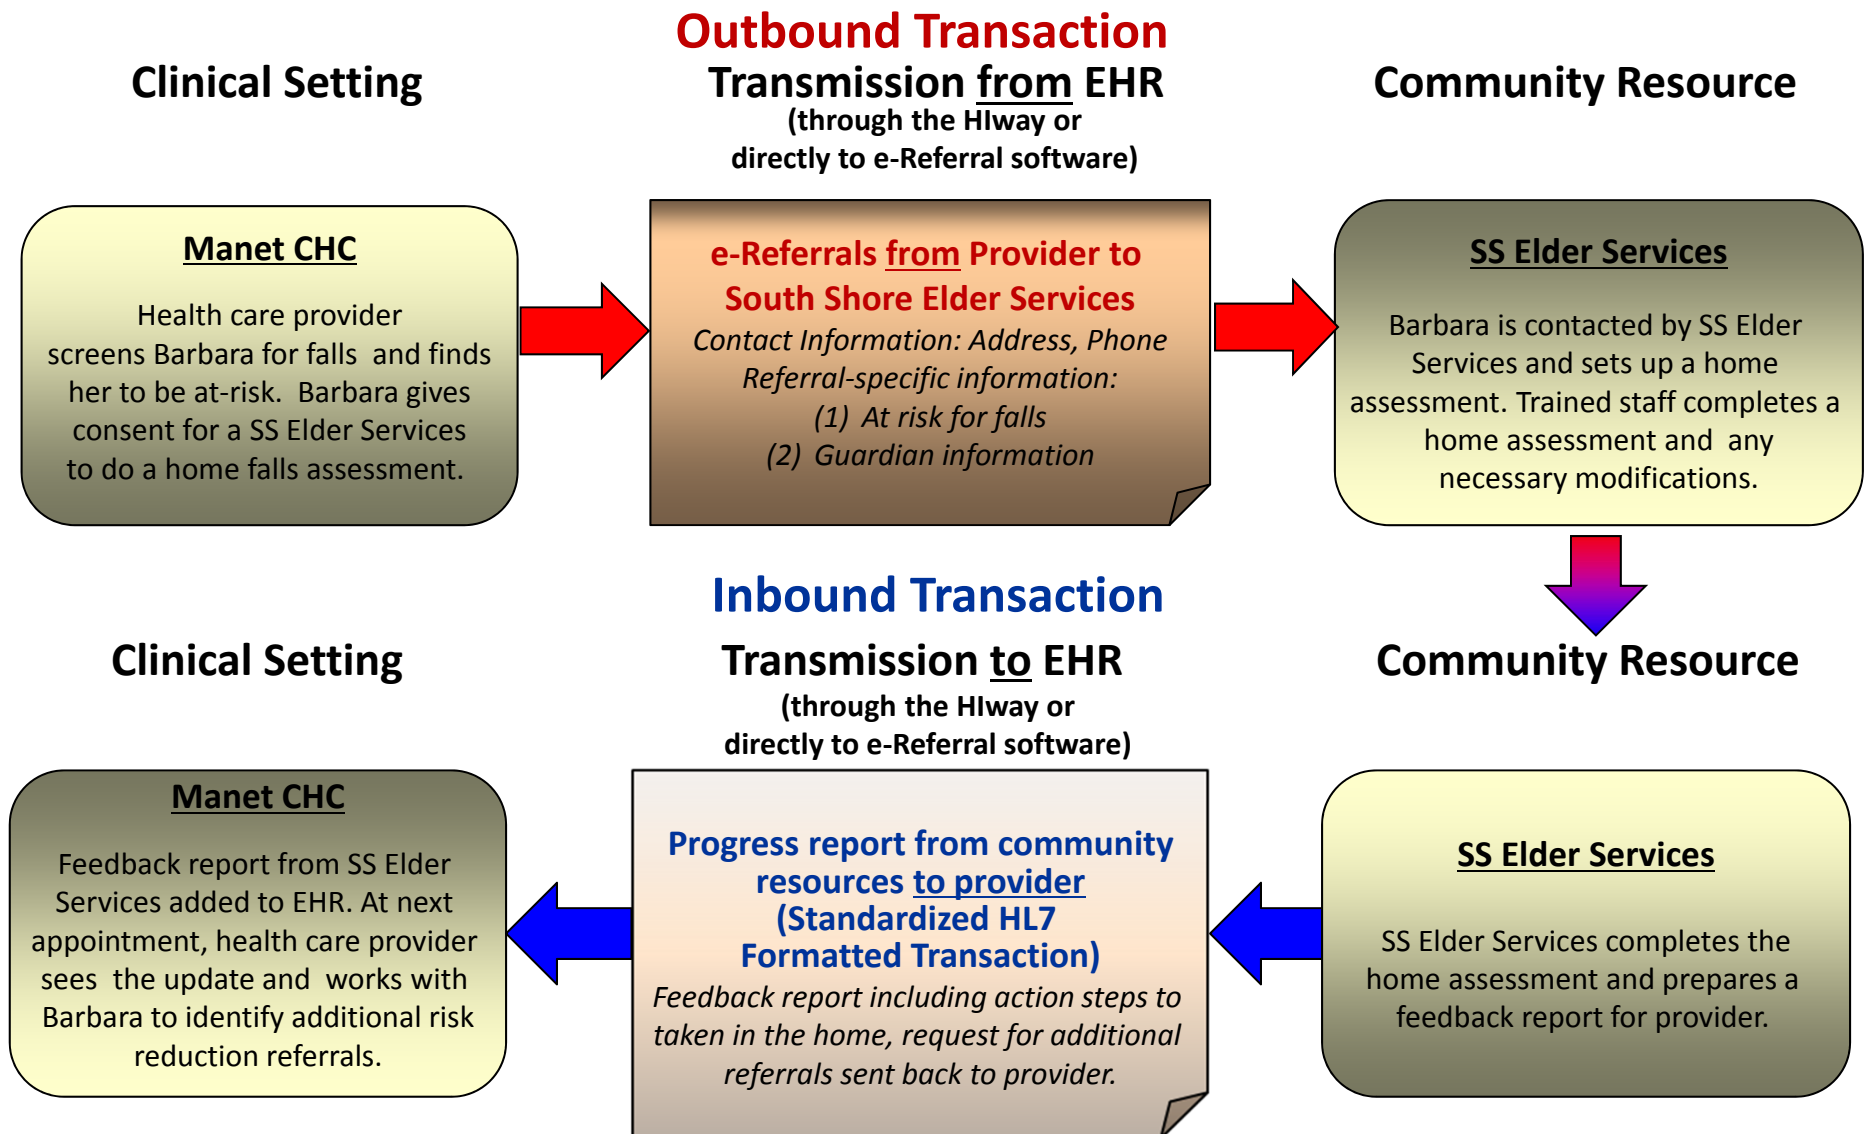 Outbound Transaction
Clinical Setting
Transmission from EHR
(through the HIway or
directly to e-Referral software)
Community Resource
Manet CHC
Health care provider
screens Barbara for falls  and finds
her to be at-risk.  Barbara gives
consent for a SS Elder Services
to do a home falls assessment.
e-Referrals from Provider to
South Shore Elder Services
Contact Information: Address, Phone
Referral-specific information:
(1)  At risk for falls
(2)  Guardian information
SS Elder Services
Barbara is contacted by SS Elder
Services and sets up a home
assessment. Trained staff completes a
home assessment and  any
necessary modifications.
Inbound Transaction
Clinical Setting
Transmission to EHR
(through the HIway or
directly to e-Referral software)
Community Resource
Manet CHC
Feedback report from SS Elder
Services added to EHR. At next
appointment, health care provider
sees  the update and  works with
Barbara to identify additional risk
reduction referrals.
Progress report from community
resources to provider
(Standardized HL7
Formatted Transaction)
Feedback report including action steps to
taken in the home, request for additional
referrals sent back to provider.
SS Elder Services
SS Elder Services completes the
home assessment and prepares a
feedback report for provider.